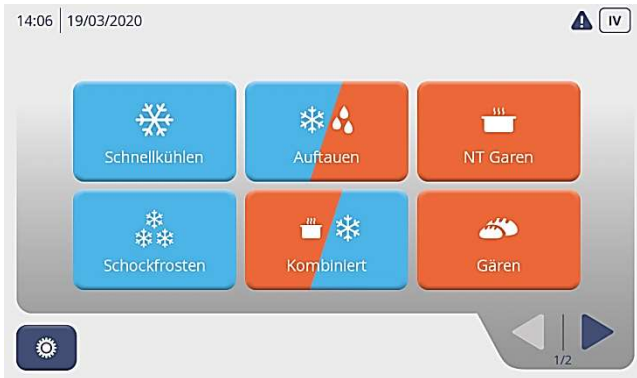 14:06 19/03/2020
IV
Schnellkühlen
Auftauen
NT Garen
Schockfrosten
Kombiniert
Gären
1/2